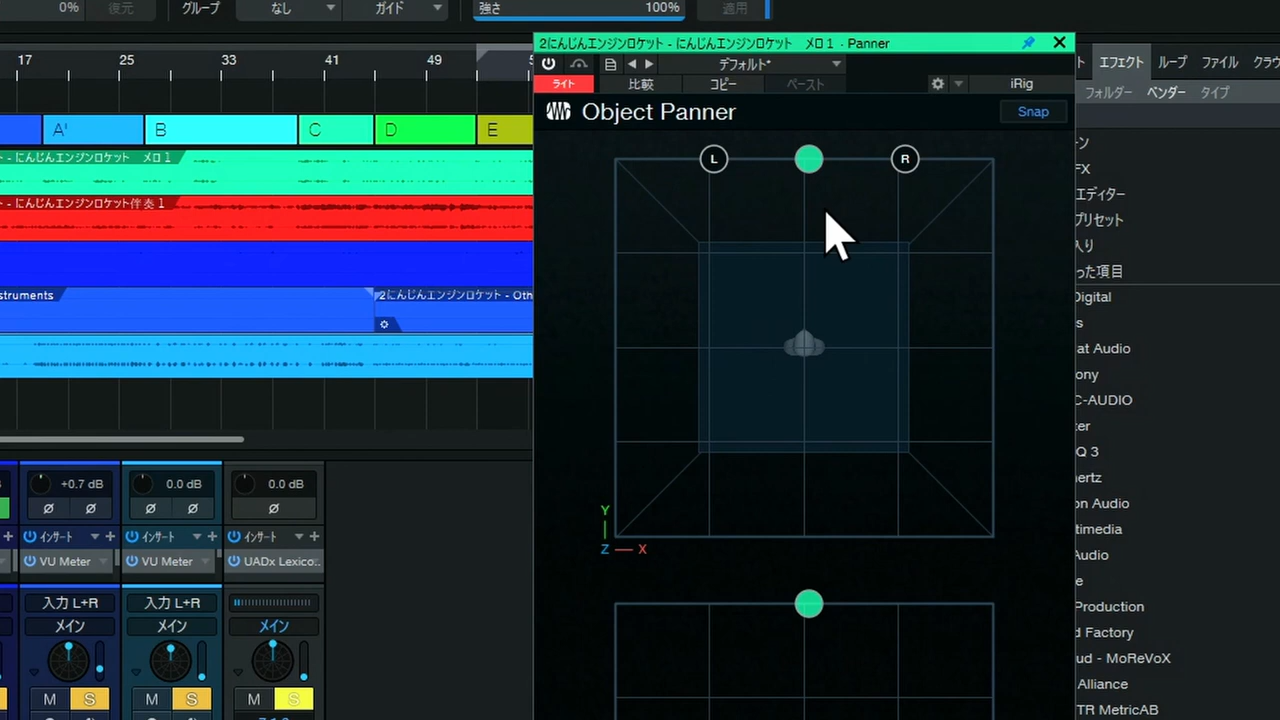 0%
復元
グループ
なし
ガイド
強さ
100%
適用
2にんじんエンジンロケット - にんじんエンジンロケット メロ 1 - Panner
17
25
33
41
49
デフォルト*
ライト
比較
コピー
ペースト
iRig
エフェクト
ループ
ファイル
フォルダー
ベンダー
タイプ
Object Panner
Snap
A'
B
C
D
E
- にんじんエンジンロケット メロ 1
- にんじんエンジンロケット伴奏 1
struments
2にんじんエンジンロケット - Oth
L
R
Y
Z
X
ン
FX
エディター
プリセット
入り
った項目
Digital
s
at Audio
ony
C-AUDIO
ter
Q 3
hertz
on Audio
timedia
Audio
e
Production
d Factory
ud - MoReVoX
Alliance
TR MetricAB
+0.7 dB
0.0 dB
0.0 dB
Ø
Ø
Ø
Ø
Ø
インサート
インサート
インサート
VU Meter
VU Meter
UADx Lexico..
入力 L+R
入力 L+R
メイン
メイン
メイン
M
S
M
S
M
S